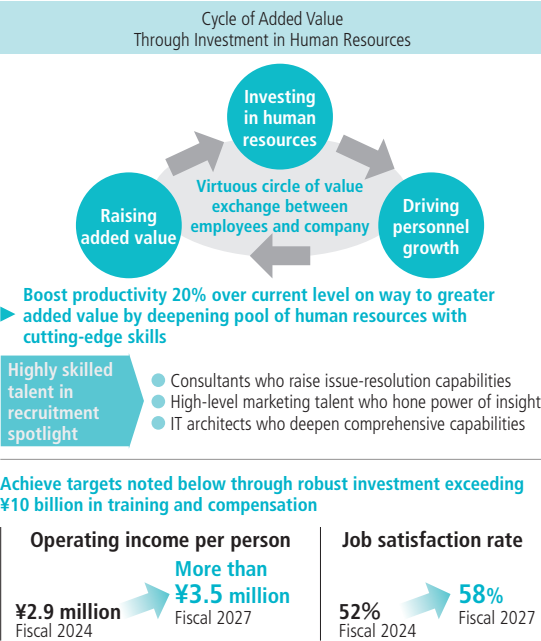 Cycle of Added Value
Through Investment in Human Resources
Investing
in human
resources
Virtuous circle of value
exchange between
employees and company
Raising
added value
Driving
personnel
growth
Boost productivity 20% over current level on way to greater
added value by deepening pool of human resources with
cutting-edge skills
Highly skilled
talent in
recruitment
spotlight
Consultants who raise issue-resolution capabilities
High-level marketing talent who hone power of insight
IT architects who deepen comprehensive capabilities
Achieve targets noted below through robust investment exceeding
¥10 billion in training and compensation
Operating income per person
¥2.9 million
Fiscal 2024
More than
¥3.5 million
Fiscal 2027
Job satisfaction rate
52%
Fiscal 2024
58%
Fiscal 2027